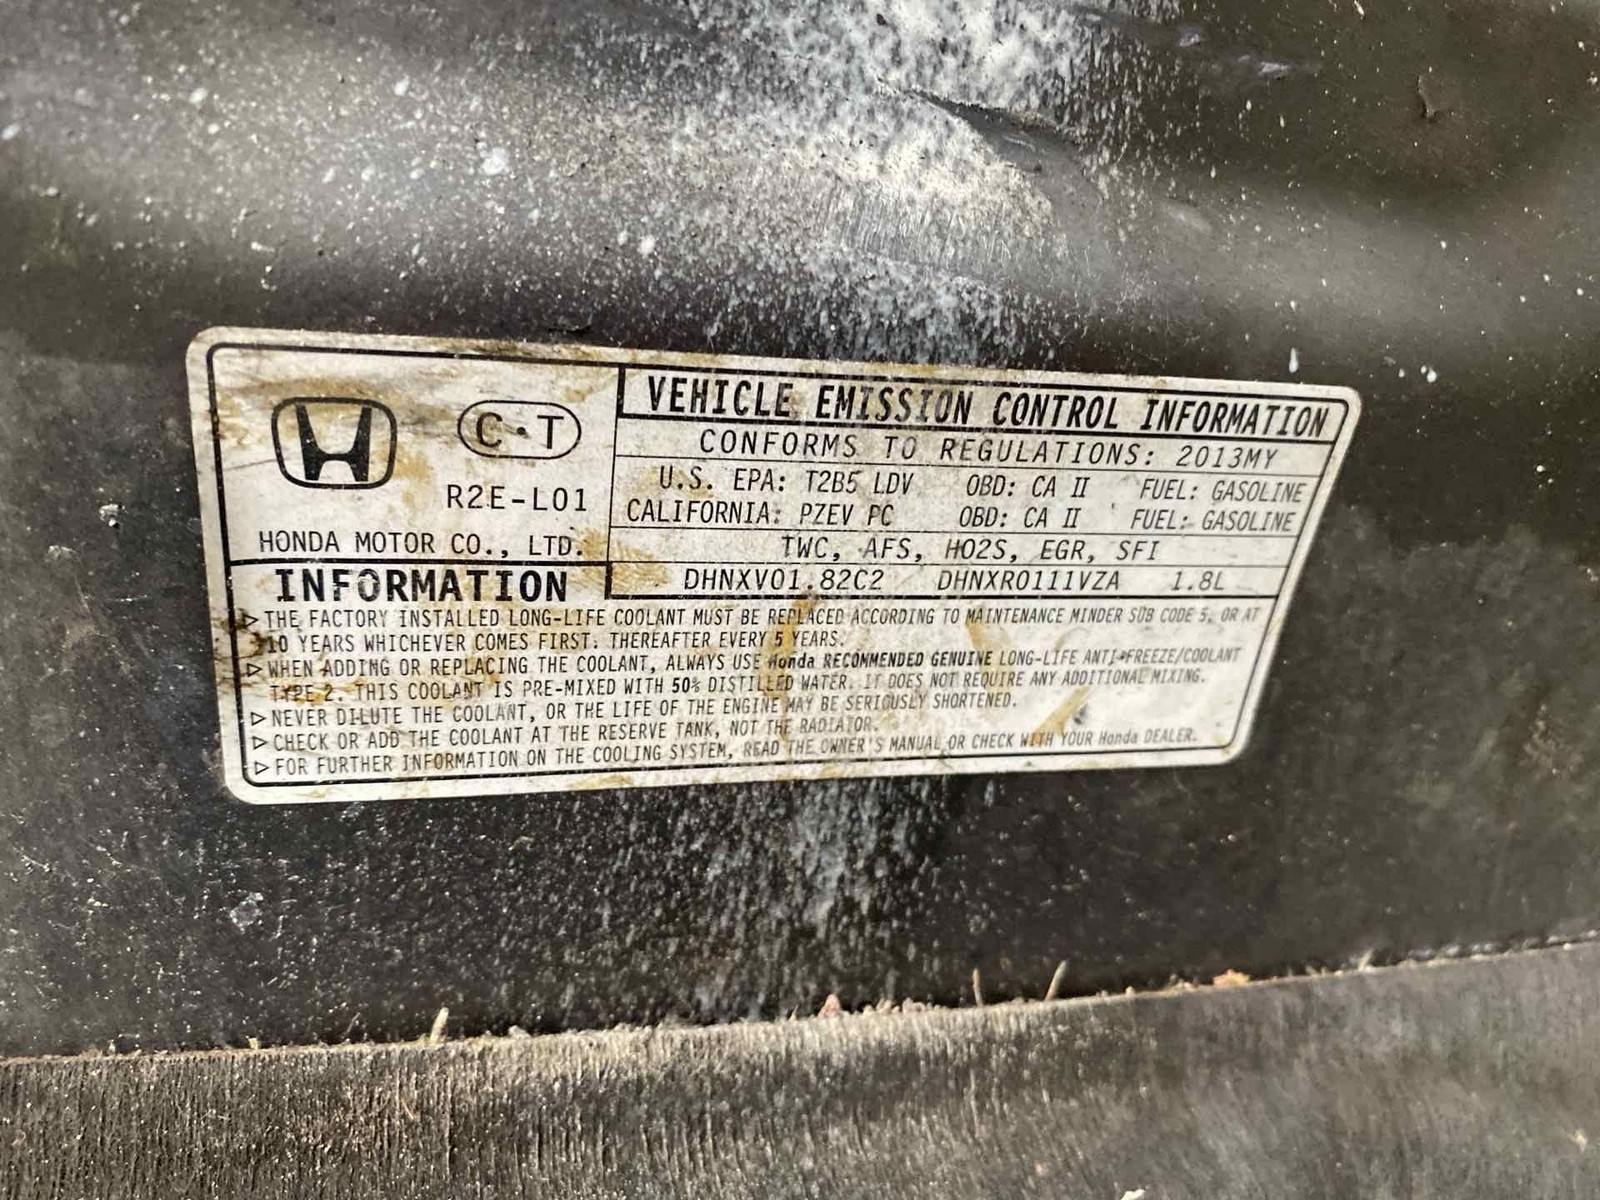 C·T
R2E-L01
HONDA MOTOR CO., LTD.
VEHICLE EMISSION CONTROL INFORMATION
CONFORMS TO REGULATIONS: 2013MY
U.S. EPA: T2B5 LDV OBD: CA II FUEL: GASOLINE
CALIFORNIA: PZEV PC OBD: CA II FUEL: GASOLINE
TWC, AFS, HO2S, EGR, SFI
DHNXV01.82C2 DHNXR0111VZA 1.8L
INFORMATION
▷ THE FACTORY INSTALLED LONG-LIFE COOLANT MUST BE REPLACED ACCORDING TO MAINTENANCE MINDER SUB CODE 5, OR AT
10 YEARS WHICHEVER COMES FIRST. THEREAFTER EVERY 5 YEARS.
▷ WHEN ADDING OR REPLACING THE COOLANT, ALWAYS USE Honda RECOMMENDED GENUINE LONG-LIFE ANTI-FREEZE/COOLANT
TYPE 2. THIS COOLANT IS PRE-MIXED WITH 50% DISTILLED WATER. IT DOES NOT REQUIRE ANY ADDITIONAL MIXING.
▷ NEVER DILUTE THE COOLANT, OR THE LIFE OF THE ENGINE MAY BE SERIOUSLY SHORTENED.
▷ CHECK OR ADD THE COOLANT AT THE RESERVE TANK, NOT THE RADIATOR.
▷ FOR FURTHER INFORMATION ON THE COOLING SYSTEM, READ THE OWNER'S MANUAL OR CHECK WITH YOUR Honda DEALER.